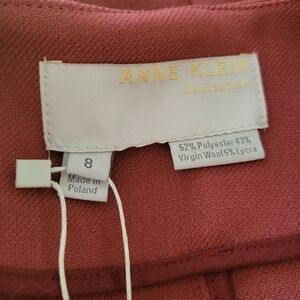 ANNE KLEIN
COLLECTION
8
Made in
Poland
52% Polyester 43%
Virgin Wool 5% Lycra